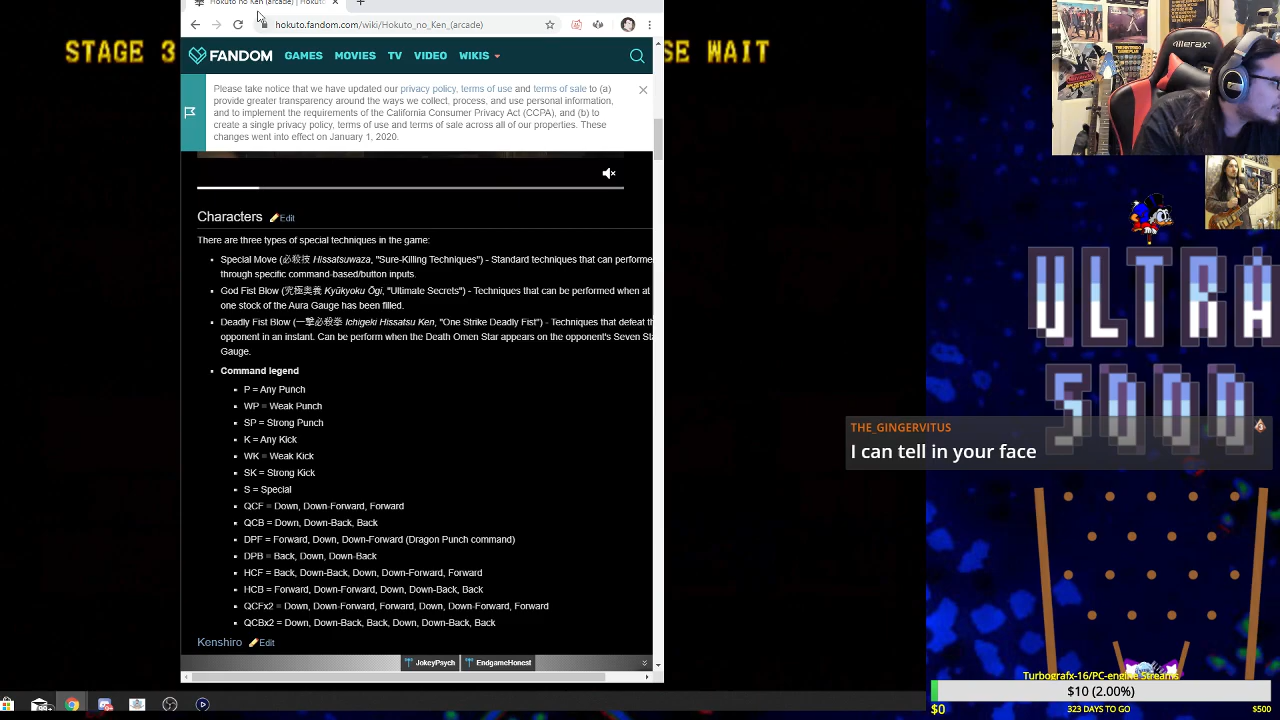 Hokuto_no_Ken_(arcade) | Hokuto
hokuto.fandom.com/wiki/Hokuto_no_Ken_(arcade)
STAGE 3
SE WAIT
FANDOM
GAMES
MOVIES
TV
VIDEO
WIKIS
Please take notice that we have updated our privacy policy, terms of use and terms of sale to (a)
provide greater transparency around the ways we collect, process, and use personal information,
and to implement the requirements of the California Consumer Privacy Act (CCPA), and (b) to
create a single privacy policy, terms of use and terms of sale across all of our properties. These
changes went into effect on January 1, 2020.
Characters Edit
There are three types of special techniques in the game:
Special Move (必殺技 Hissatsuwaza, "Sure-Killing Techniques") - Standard techniques that can performe
through specific command-based/button inputs.
God Fist Blow (究極奥義 Kyūkyoku Ōgi, "Ultimate Secrets") - Techniques that can be performed when at
one stock of the Aura Gauge has been filled.
Deadly Fist Blow (一撃必殺拳 Ichigeki Hissatsu Ken, "One Strike Deadly Fist") - Techniques that defeat th
opponent in an instant. Can be perform when the Death Omen Star appears on the opponent's Seven Sta
Gauge.
Command legend
P = Any Punch
WP = Weak Punch
SP = Strong Punch
K = Any Kick
WK = Weak Kick
SK = Strong Kick
S = Special
QCF = Down, Down-Forward, Forward
QCB = Down, Down-Back, Back
DPF = Forward, Down, Down-Forward (Dragon Punch command)
DPB = Back, Down, Down-Back
HCF = Back, Down-Back, Down, Down-Forward, Forward
HCB = Forward, Down-Forward, Down, Down-Back, Back
QCFx2 = Down, Down-Forward, Forward, Down, Down-Forward, Forward
QCBx2 = Down, Down-Back, Back, Down, Down-Back, Back
Kenshiro Edit
JokeyPsych
EndgameHonest
ULTRA
5000
THE_GINGERVITUS
I can tell in your face
Turbografx-16/PC-engine Streams
$10 (2.00%)
$0
323 DAYS TO GO
$500